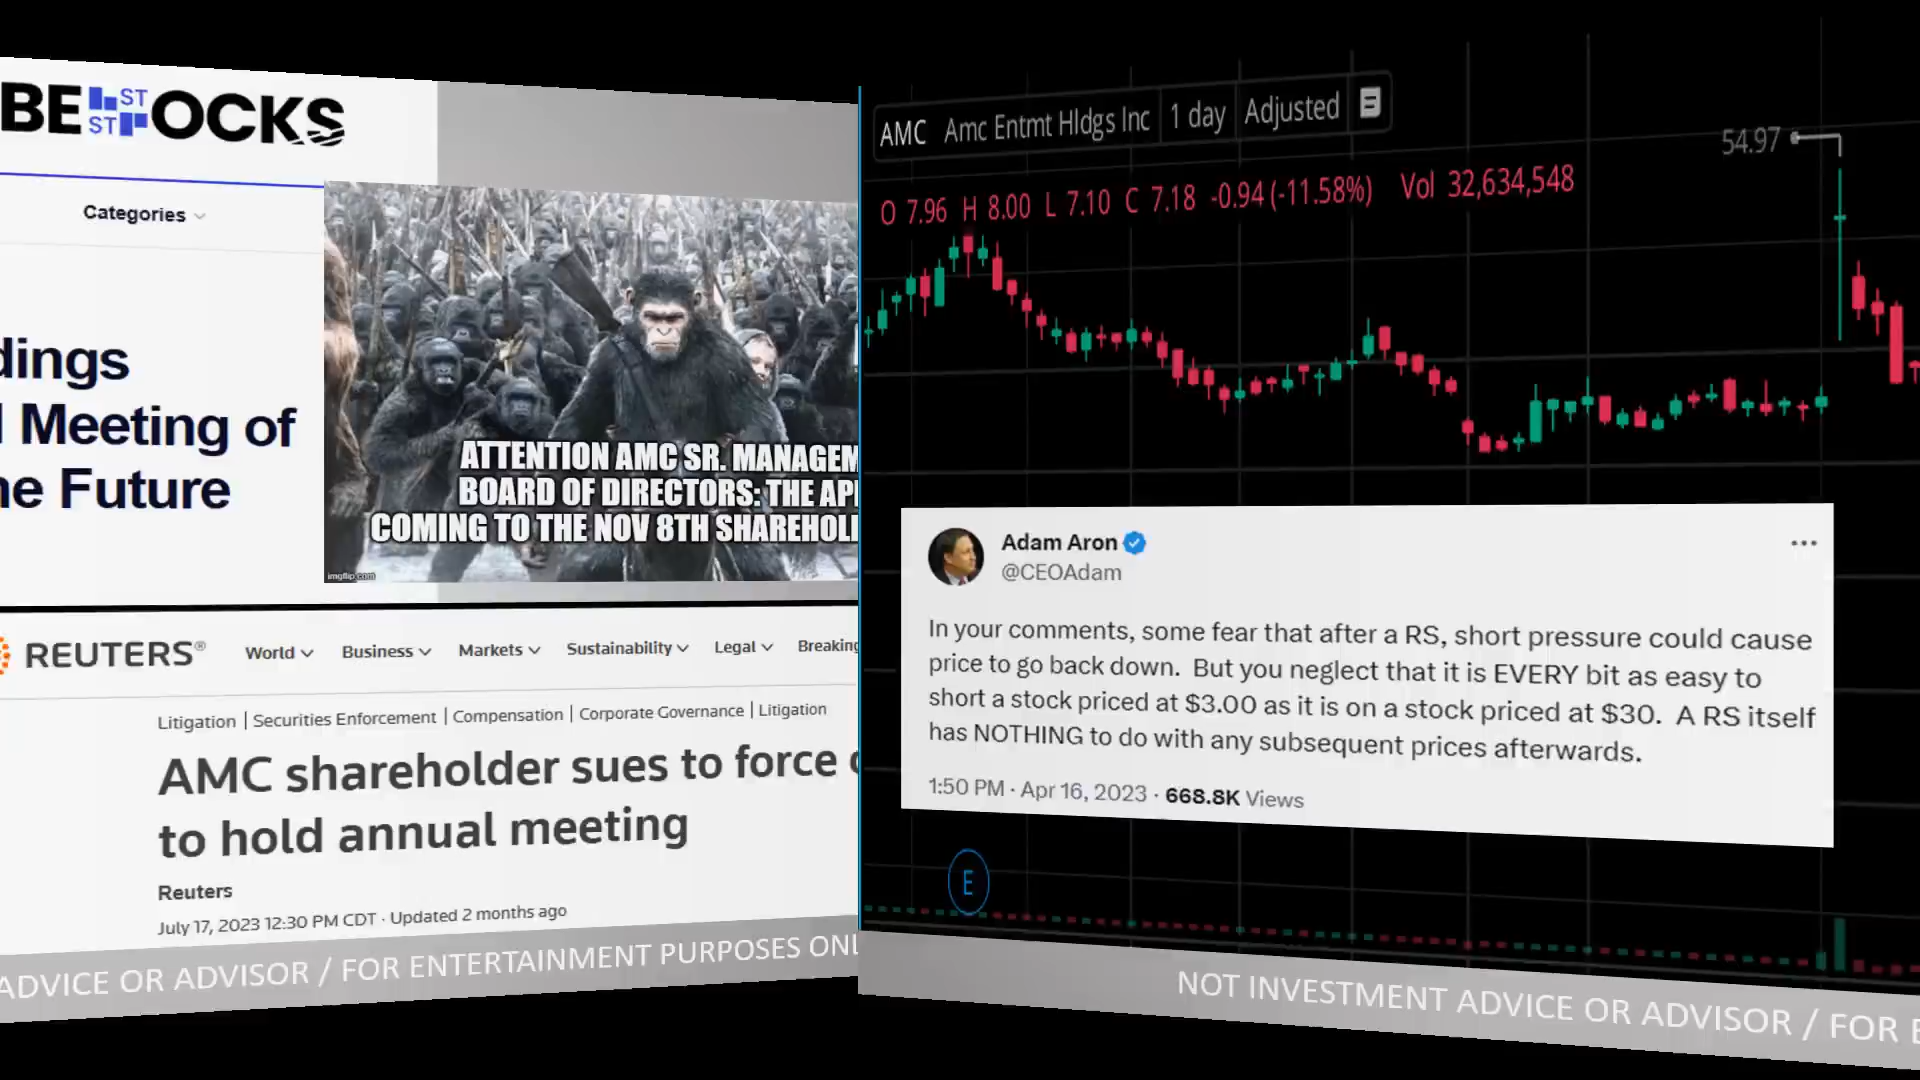 BEST STOCKS
Categories
dings
Meeting of
he Future
ATTENTION AMC SR. MANAGEM
BOARD OF DIRECTORS: THE AP
COMING TO THE NOV 8TH SHAREHOL
imgflip.com
REUTERS®
World Business Markets Sustainability Legal Breaking
Litigation | Securities Enforcement | Compensation | Corporate Governance | Litigation
AMC shareholder sues to force
to hold annual meeting
Reuters
July 17, 2023 12:30 PM CDT · Updated 2 months ago
ADVICE OR ADVISOR / FOR ENTERTAINMENT PURPOSES ONL
AMC Amc Entmt Hldgs Inc 1 day Adjusted
O 7.96 H 8.00 L 7.10 C 7.18 -0.94 (-11.58%) Vol 32,634,548
54.97
Adam Aron
@CEOAdam
In your comments, some fear that after a RS, short pressure could cause
price to go back down. But you neglect that it is EVERY bit as easy to
short a stock priced at $3.00 as it is on a stock priced at $30. A RS itself
has NOTHING to do with any subsequent prices afterwards.
1:50 PM · Apr 16, 2023 · 668.8K Views
E
NOT INVESTMENT ADVICE OR ADVISOR / FOR E